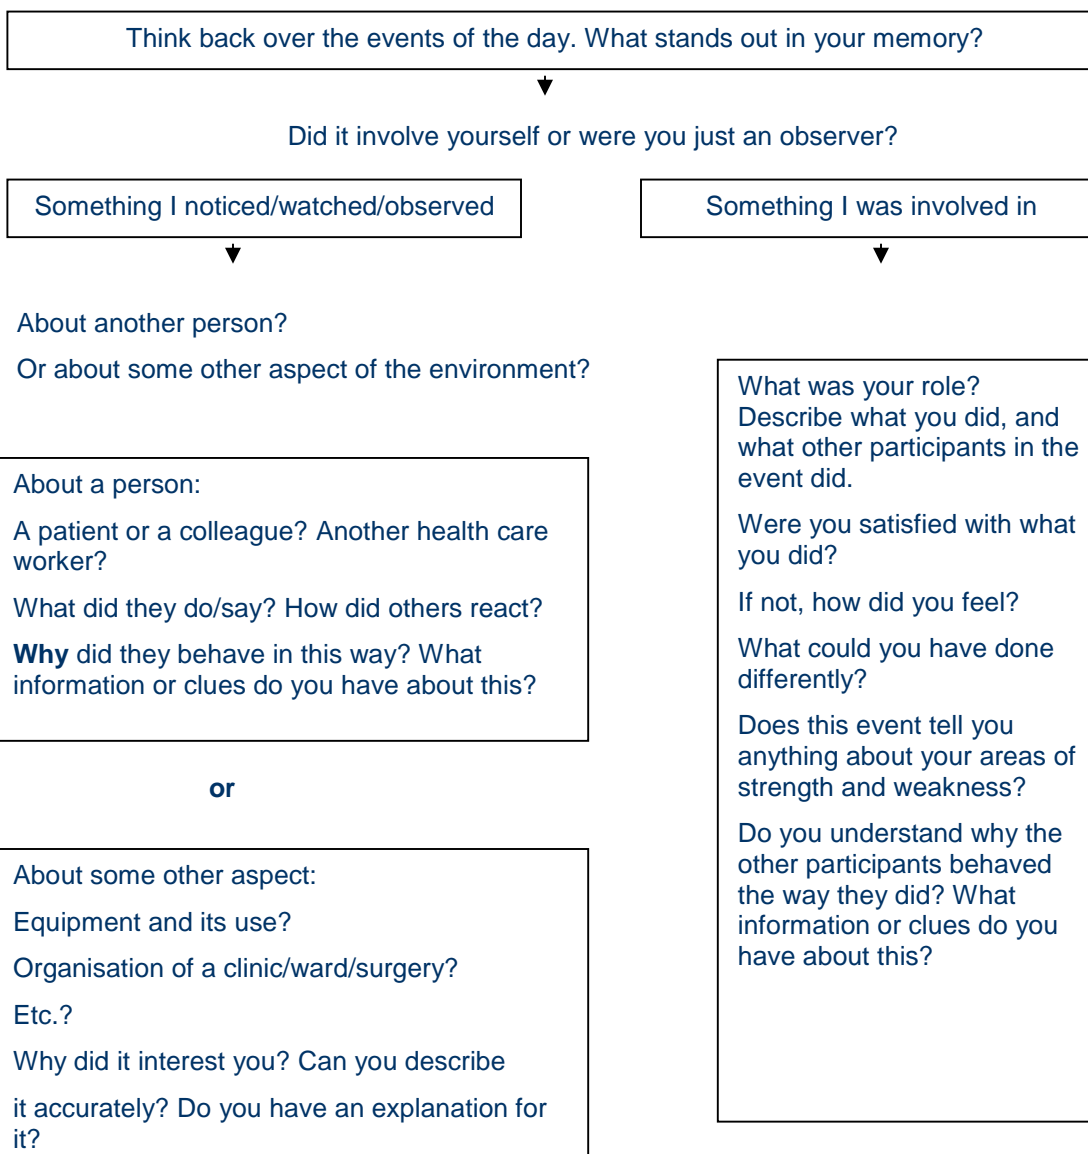 Think back over the events of the day. What stands out in your memory?
Did it involve yourself or were you just an observer?
Something I noticed/watched/observed
Something I was involved in
About another person?
Or about some other aspect of the environment?
About a person:
A patient or a colleague? Another health care
worker?
What did they do/say? How did others react?
Why did they behave in this way? What
information or clues do you have about this?
or
About some other aspect:
Equipment and its use?
Organisation of a clinic/ward/surgery?
Etc.?
Why did it interest you? Can you describe
it accurately? Do you have an explanation for
it?
What was your role?
Describe what you did, and
what other participants in the
event did.
Were you satisfied with what
you did?
If not, how did you feel?
What could you have done
differently?
Does this event tell you
anything about your areas of
strength and weakness?
Do you understand why the
other participants behaved
the way they did? What
information or clues do you
have about this?